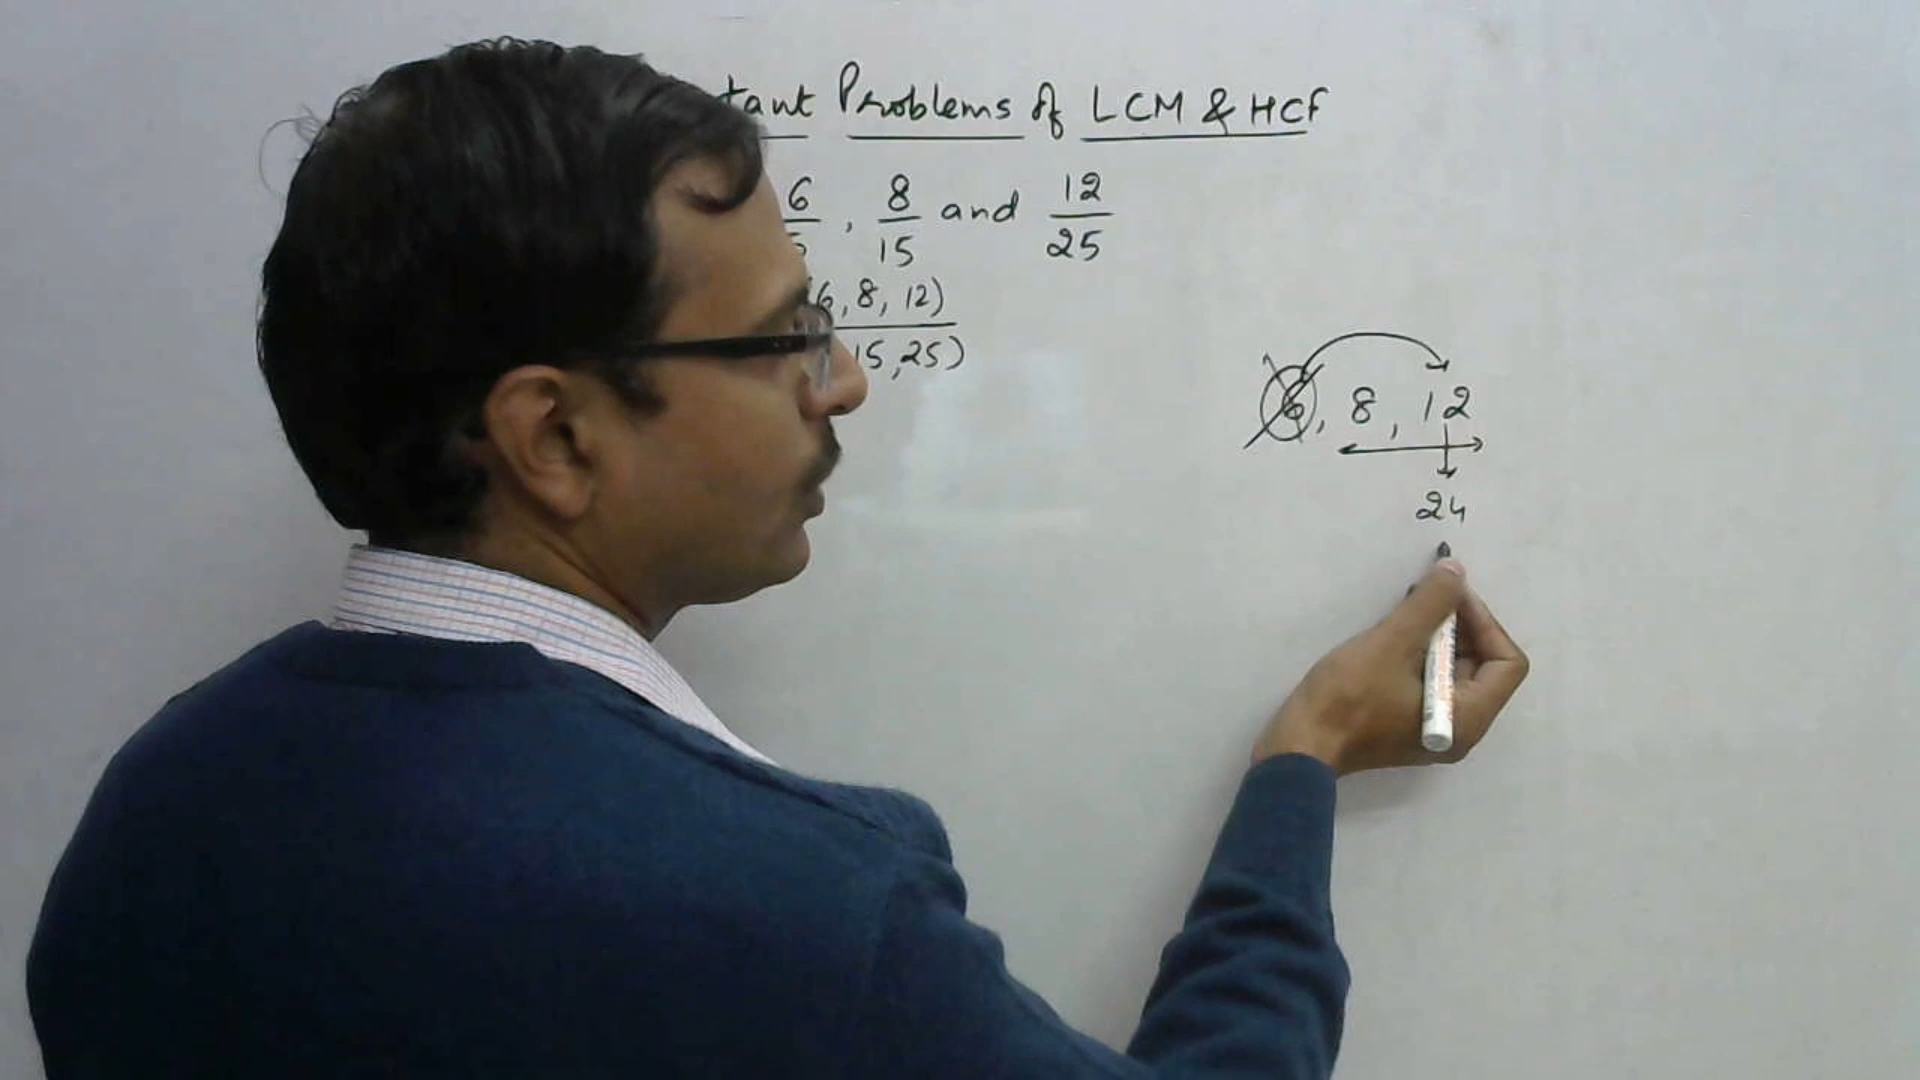 Problems of LCM & HCF
6/5, 8/15 and 12/25
(6, 8, 12)
15, 25)
6, 8, 12
24